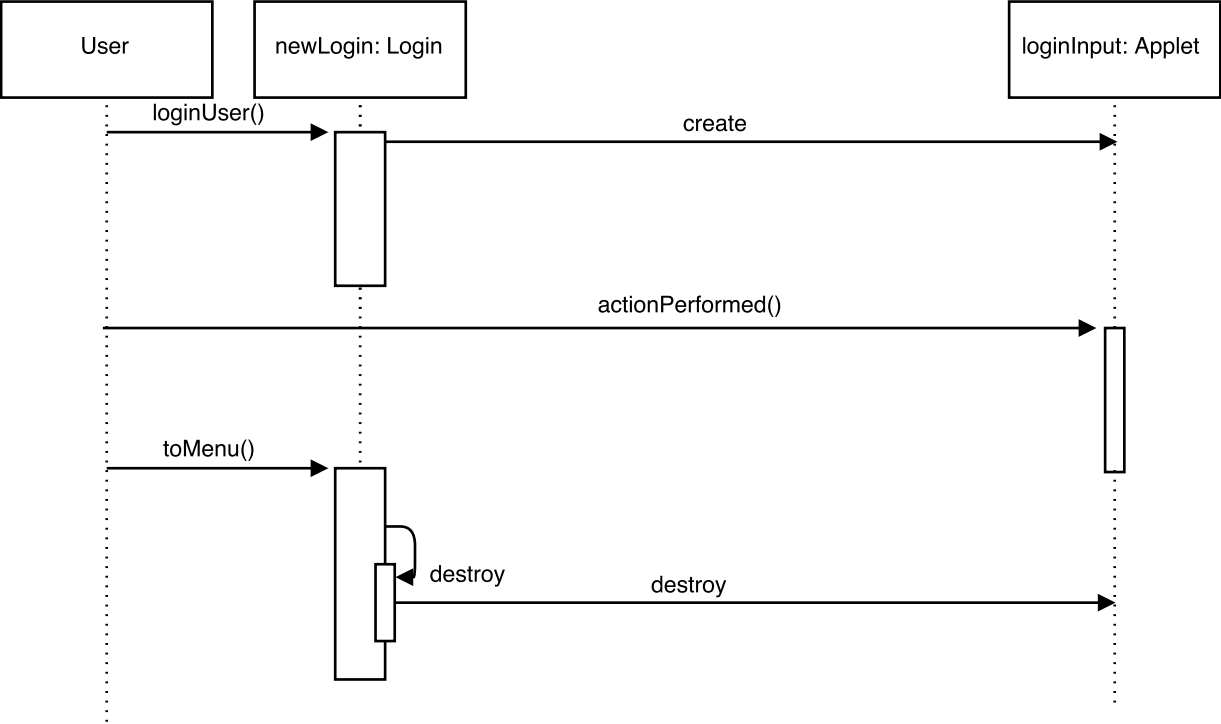 User
newLogin: Login
loginInput: Applet
loginUser()
create
actionPerformed()
toMenu()
destroy
destroy